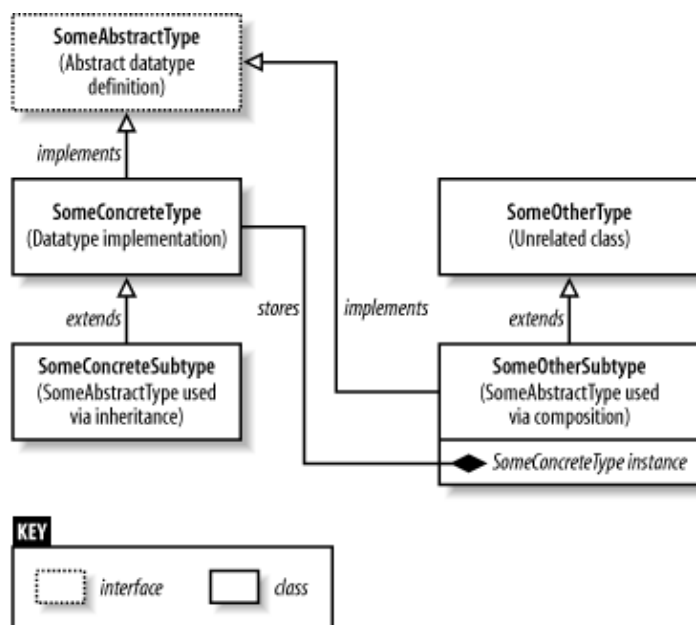 SomeAbstractType
(Abstract datatype
definition)
implements
SomeConcreteType
(Datatype implementation)
SomeOtherType
(Unrelated class)
extends
stores
implements
extends
SomeConcreteSubtype
(SomeAbstractType used
via inheritance)
SomeOtherSubtype
(SomeAbstractType used
via composition)
SomeConcreteType instance
KEY
interface
class